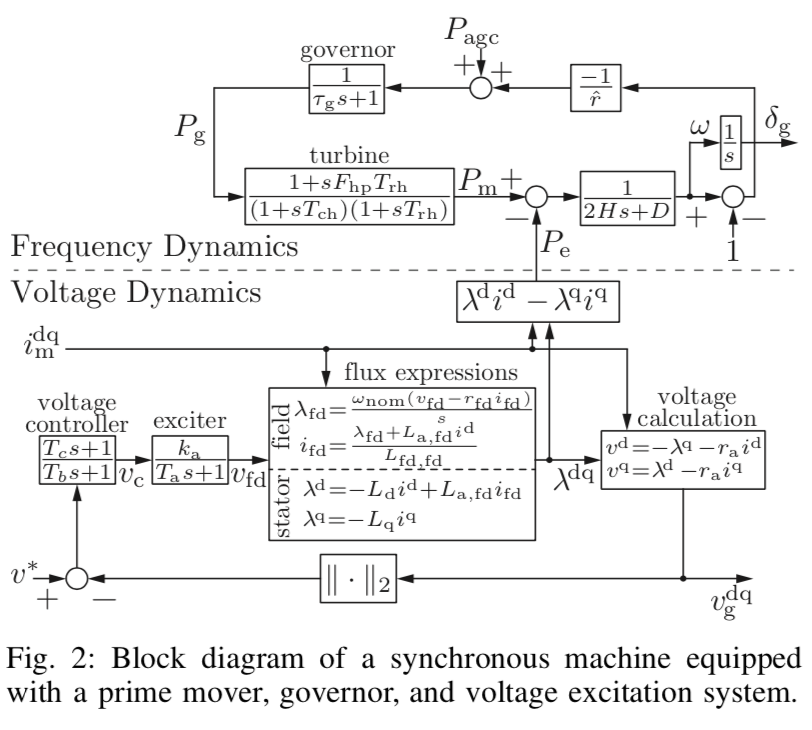 P_agc
governor
+ +
1/(τ_g s+1)
-1/r̂
P_g
ω
1/s
δ_g
turbine
(1+sF_hp T_rh)/((1+sT_ch)(1+sT_rh))
P_m
+
−
1/(2Hs+D)
+ −
1
P_e
Frequency Dynamics
Voltage Dynamics
λ^d i^d − λ^q i^q
i_m^dq
flux expressions
voltage controller
exciter
voltage calculation
(T_c s+1)/(T_b s+1)
v_c
k_a/(T_a s+1)
v_fd
field
λ_fd = ω_nom(v_fd − r_fd i_fd)/s
i_fd = (λ_fd + L_a,fd i^d)/L_fd,fd
stator
λ^d = −L_d i^d + L_a,fd i_fd
λ^q = −L_q i^q
λ^dq
v^d = −λ^q − r_a i^d
v^q = λ^d − r_a i^q
v*
+ −
‖ · ‖_2
v_g^dq
Fig. 2: Block diagram of a synchronous machine equipped
with a prime mover, governor, and voltage excitation system.